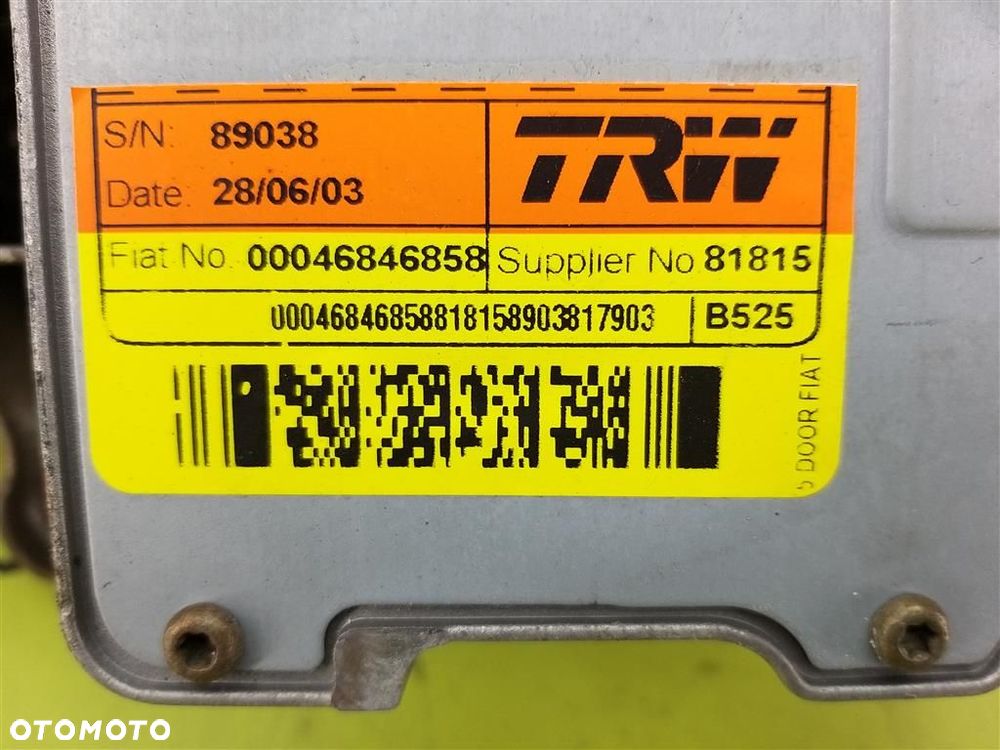 S/N: 89038
Date: 28/06/03
TRW
Fiat No. 00046846858
Supplier No. 81815
00046846858818158903817903
B525
5 DOOR FIAT
OTOMOTO